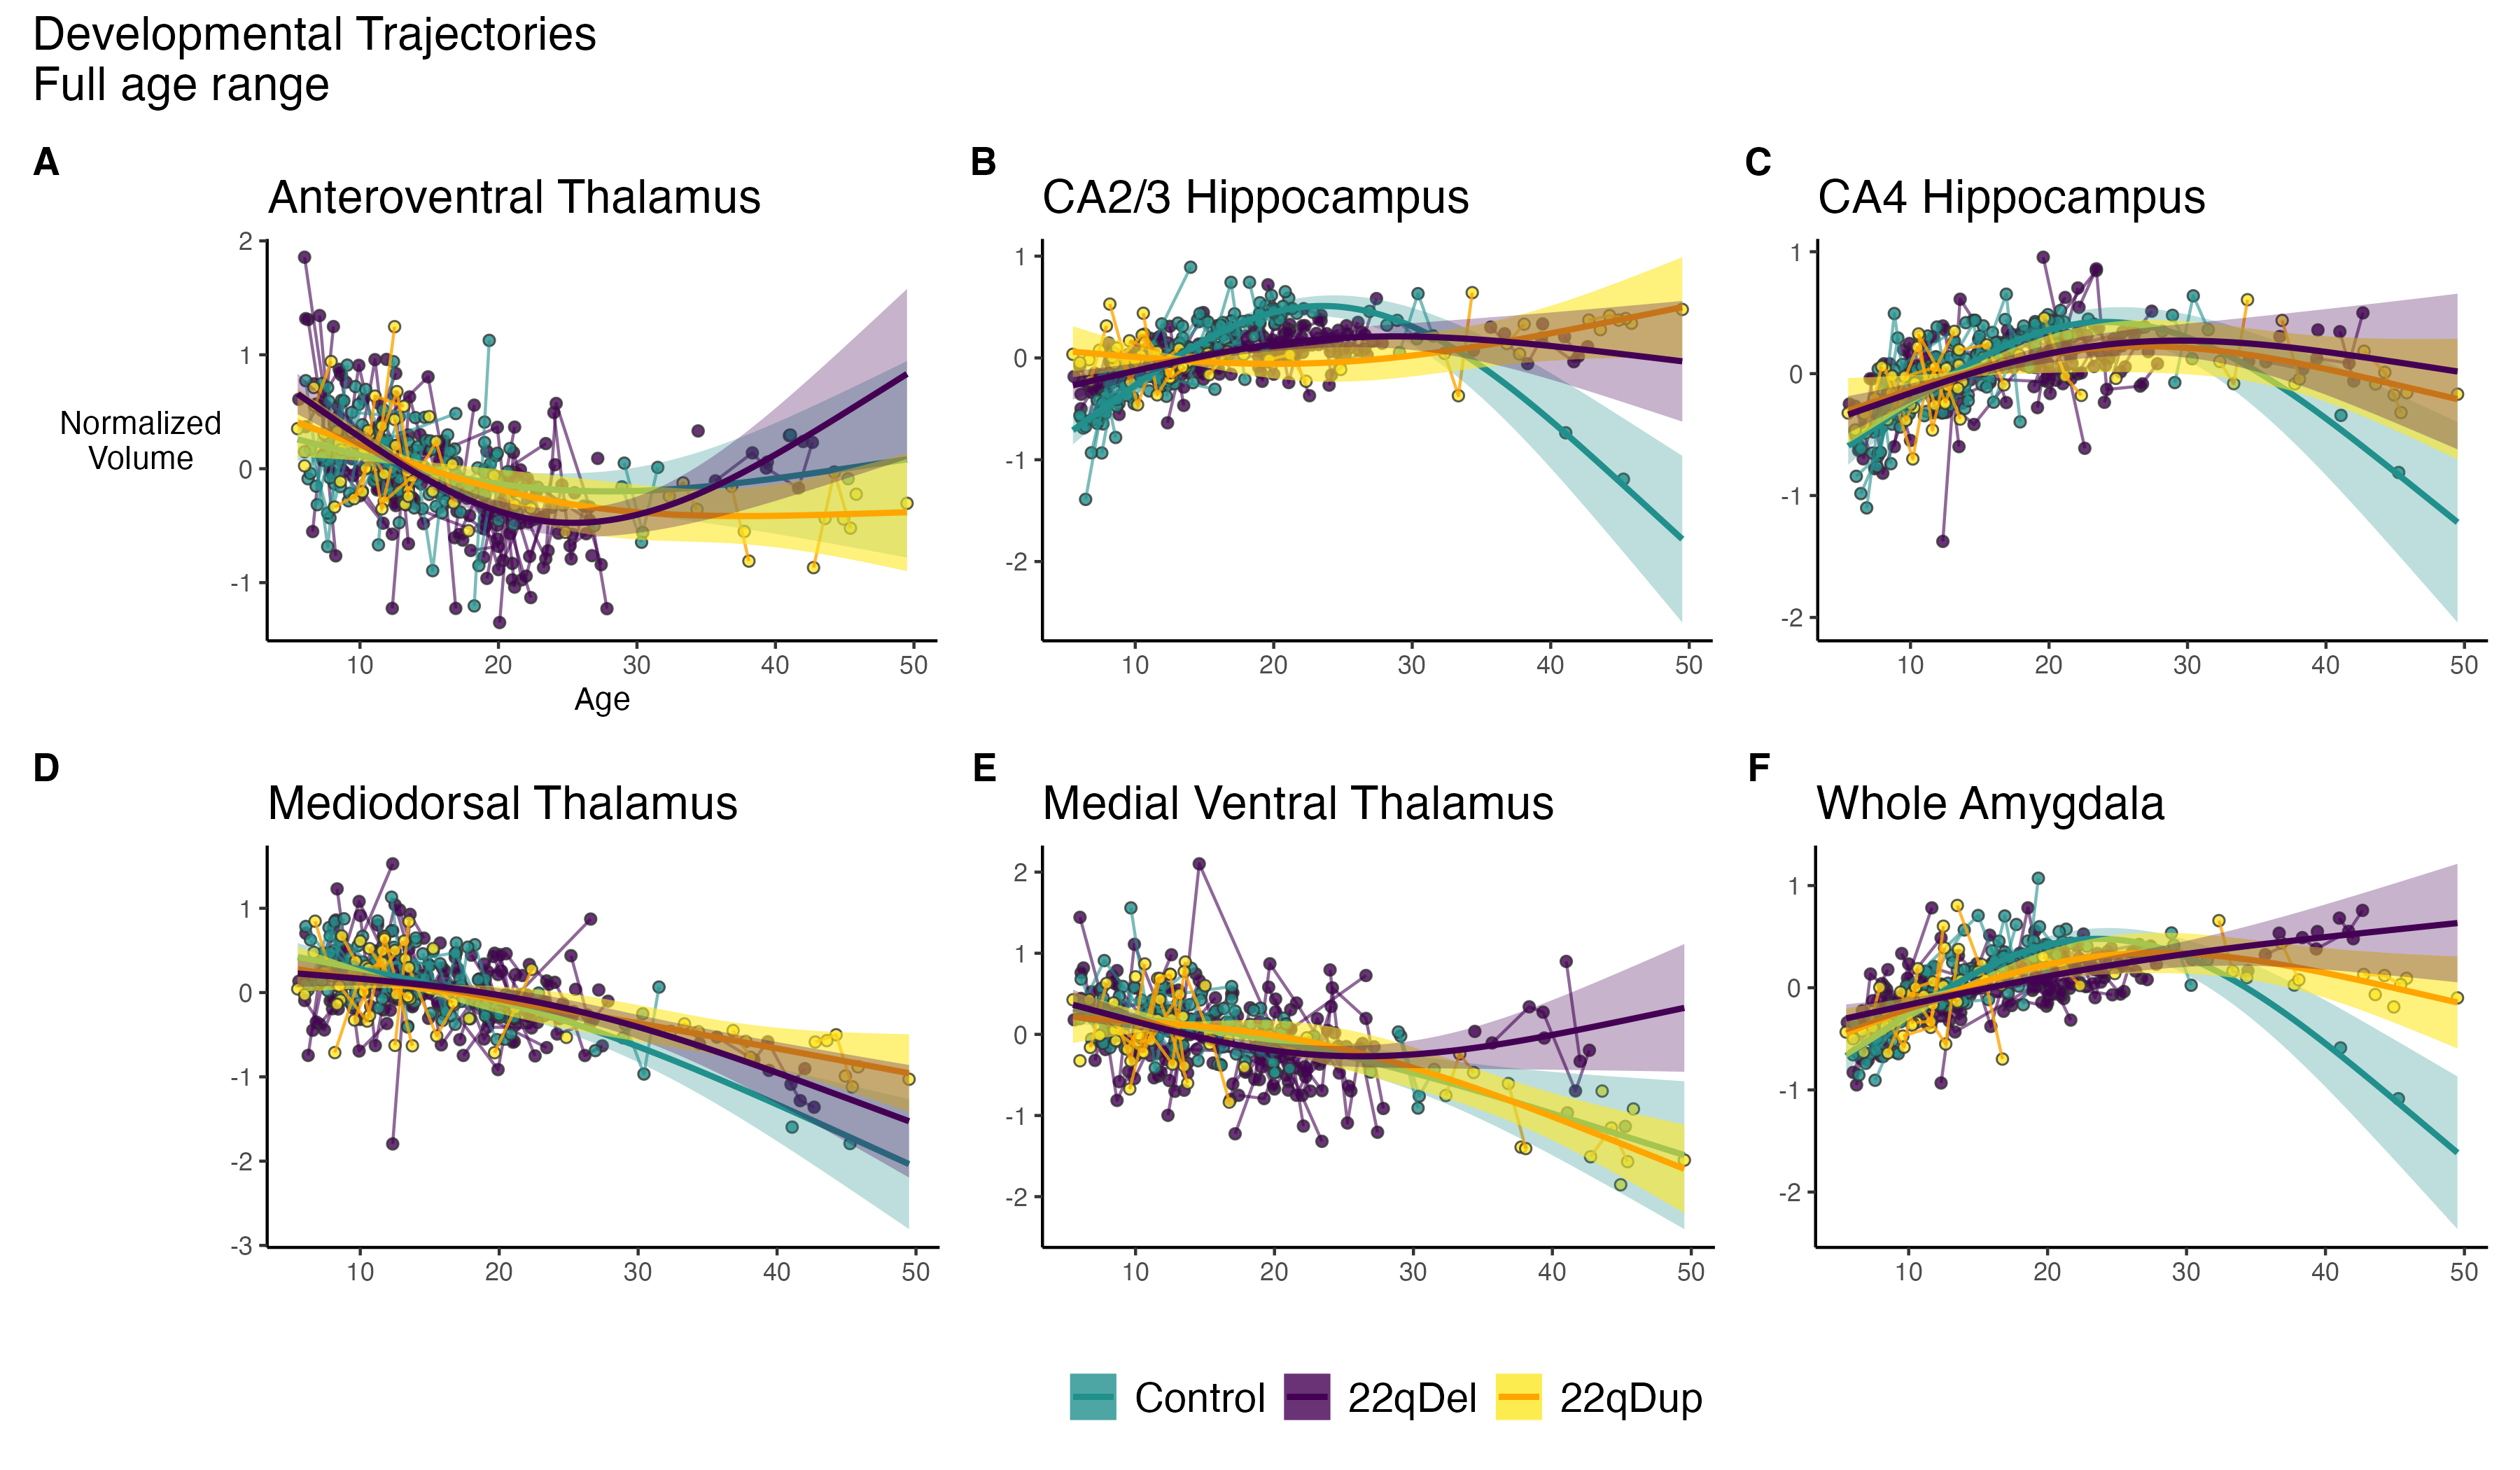 Developmental Trajectories
Full age range
A
Anteroventral Thalamus
B
CA2/3 Hippocampus
C
CA4 Hippocampus
Normalized
Volume
2
1
0
-1
10 20 30 40 50
Age
1
0
-1
-2
10 20 30 40 50
1
0
-1
-2
10 20 30 40 50
D
Mediodorsal Thalamus
E
Medial Ventral Thalamus
F
Whole Amygdala
1
0
-1
-2
-3
10 20 30 40 50
2
1
0
-1
-2
10 20 30 40 50
1
0
-1
-2
10 20 30 40 50
Control 22qDel 22qDup